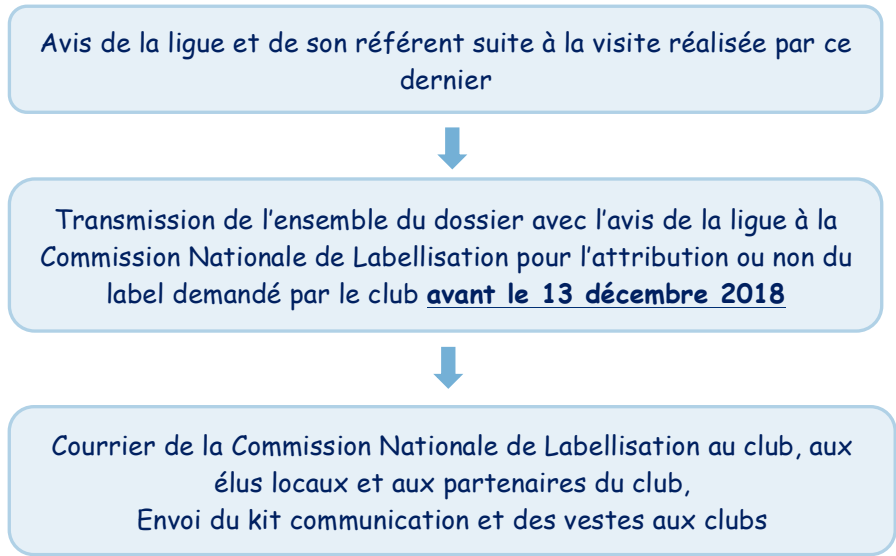 Avis de la ligue et de son référent suite à la visite réalisée par ce
dernier
Transmission de l'ensemble du dossier avec l'avis de la ligue à la
Commission Nationale de Labellisation pour l'attribution ou non du
label demandé par le club avant le 13 décembre 2018
Courrier de la Commission Nationale de Labellisation au club, aux
élus locaux et aux partenaires du club,
Envoi du kit communication et des vestes aux clubs